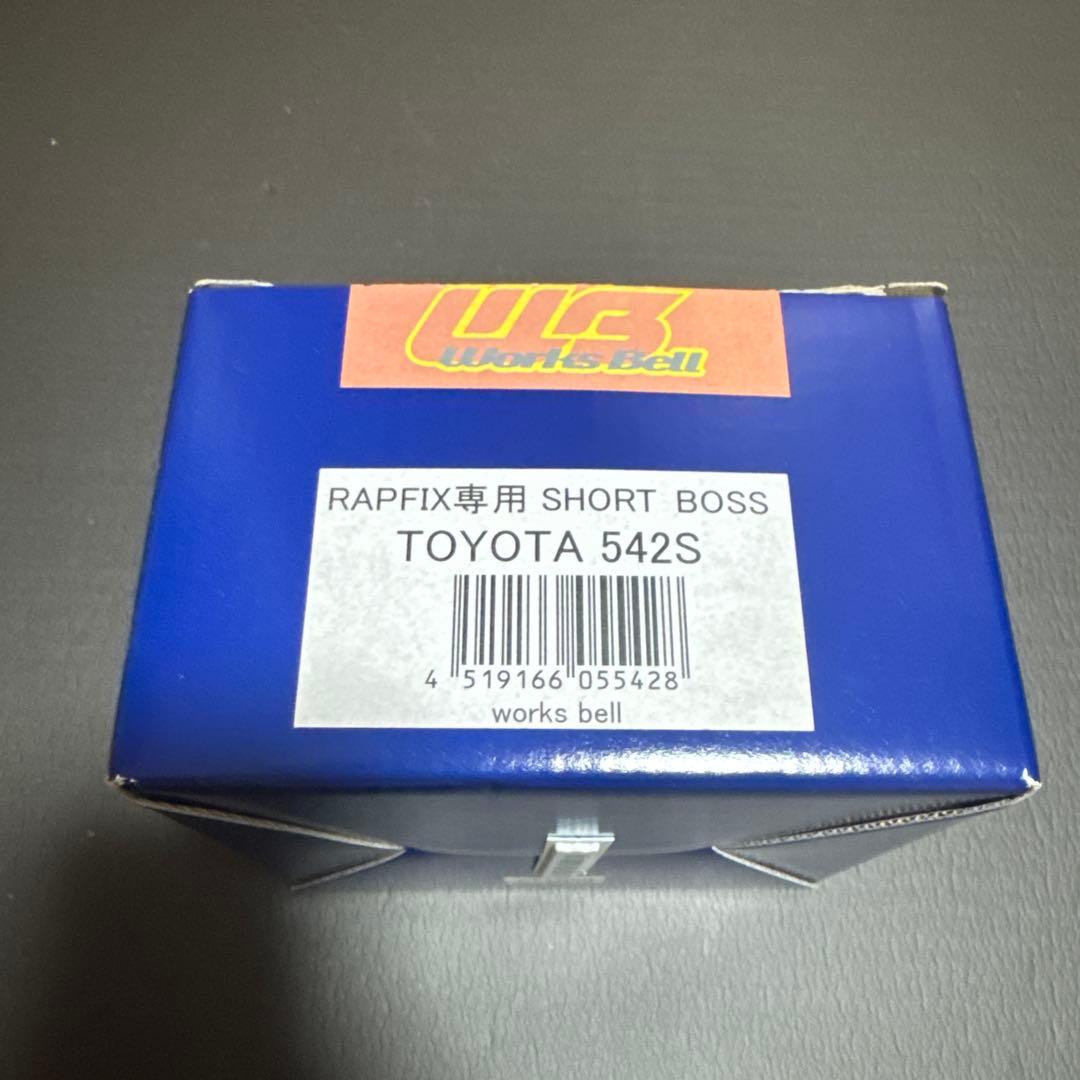 WB
Works Bell
RAPFIX専用 SHORT BOSS
TOYOTA 542S
4 519166 055428
works bell